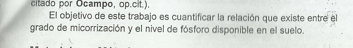 citado por Ocampo, op.cit.).
El objetivo de este trabajo es cuantificar la relación que existe entre el
grado de micorrización y el nivel de fósforo disponible en el suelo.